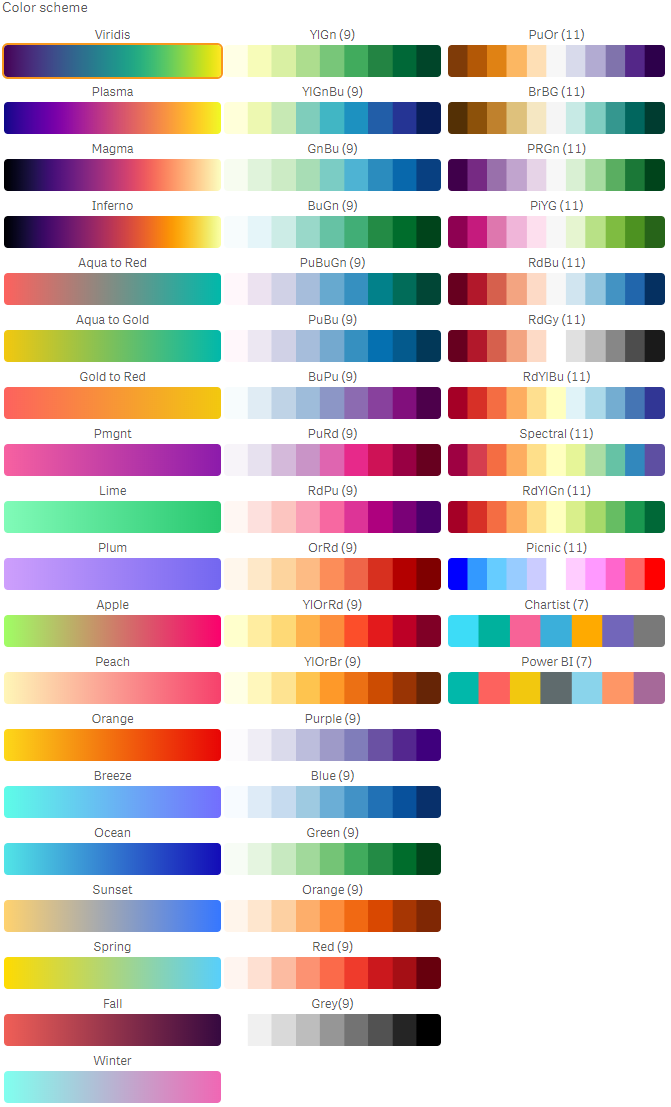 Color scheme
Viridis YlGn (9) PuOr (11)
Plasma YlGnBu (9) BrBG (11)
Magma GnBu (9) PRGn (11)
Inferno BuGn (9) PiYG (11)
Aqua to Red PuBuGn (9) RdBu (11)
Aqua to Gold PuBu (9) RdGy (11)
Gold to Red BuPu (9) RdYlBu (11)
Pmgnt PuRd (9) Spectral (11)
Lime RdPu (9) RdYlGn (11)
Plum OrRd (9) Picnic (11)
Apple YlOrRd (9) Chartist (7)
Peach YlOrBr (9) Power BI (7)
Orange Purple (9)
Breeze Blue (9)
Ocean Green (9)
Sunset Orange (9)
Spring Red (9)
Fall Grey(9)
Winter